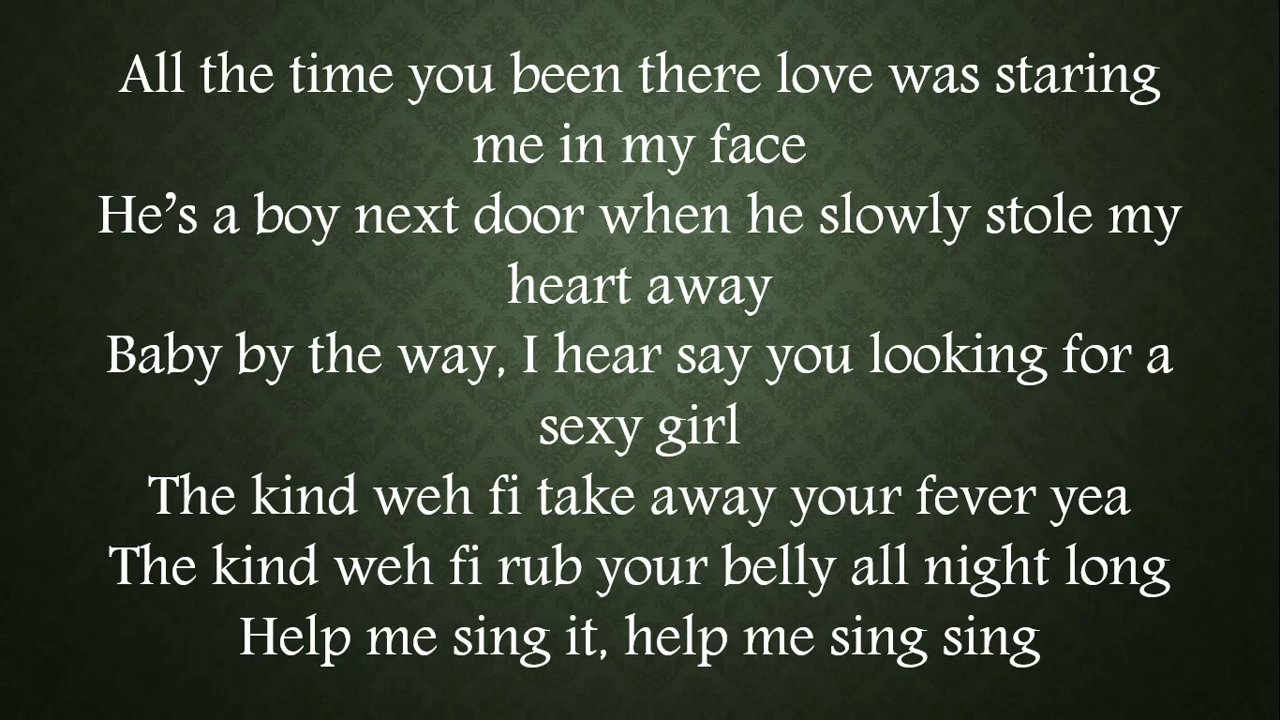 All the time you been there love was staring
me in my face
He's a boy next door when he slowly stole my
heart away
Baby by the way, I hear say you looking for a
sexy girl
The kind weh fi take away your fever yea
The kind weh fi rub your belly all night long
Help me sing it, help me sing sing